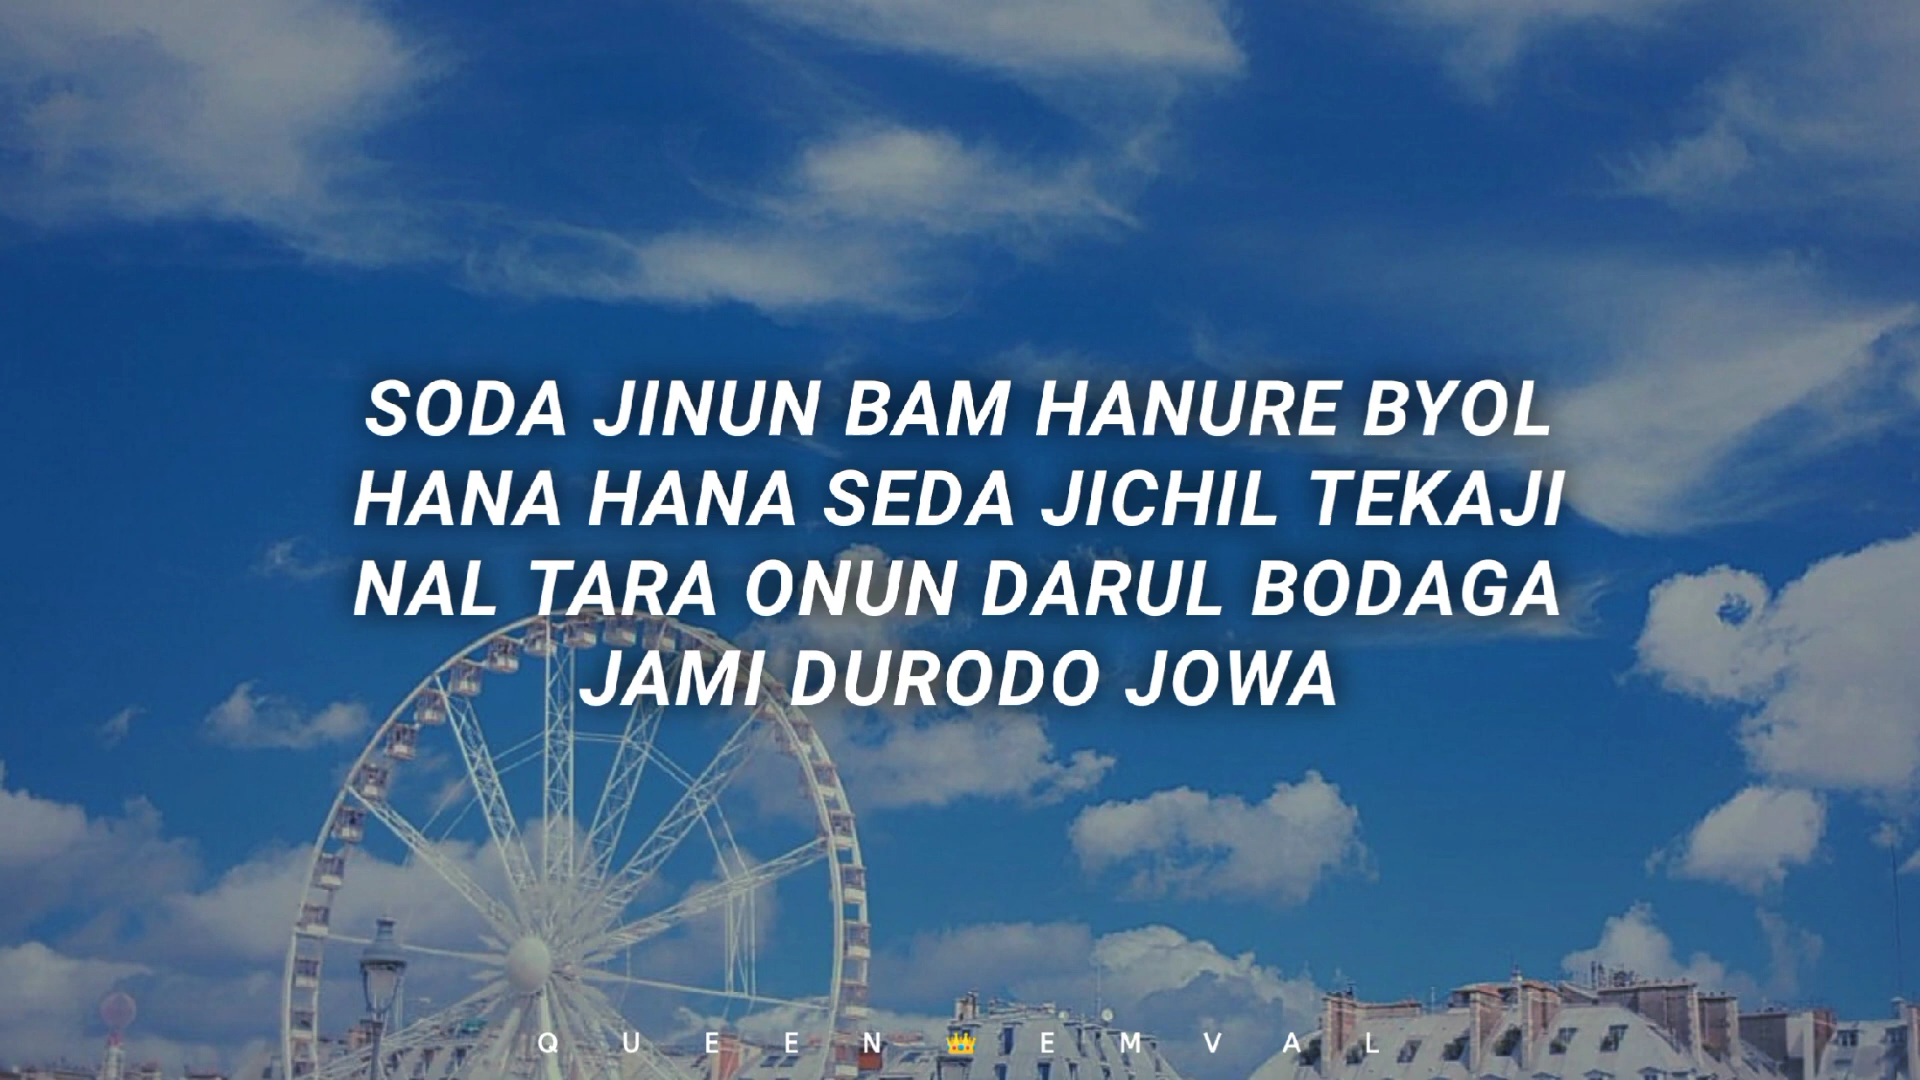 SODA JINUN BAM HANURE BYOL
HANA HANA SEDA JICHIL TEKAJI
NAL TARA ONUN DARUL BODAGA
JAMI DURODO JOWA
QUEEN👑EMVAL